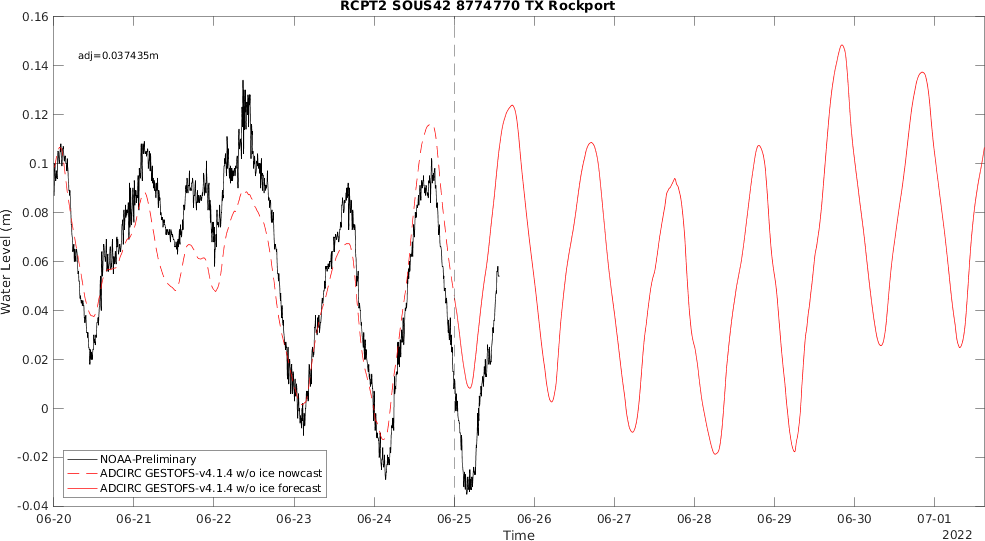 RCPT2 SOUS42 8774770 TX Rockport
adj=0.037435m
0.16
0.14
0.12
0.1
0.08
0.06
0.04
0.02
0
-0.02
-0.04
Water Level (m)
NOAA-Preliminary
ADCIRC GESTOFS-v4.1.4 w/o ice nowcast
ADCIRC GESTOFS-v4.1.4 w/o ice forecast
06-20 06-21 06-22 06-23 06-24 06-25 06-26 06-27 06-28 06-29 06-30 07-01
Time
2022